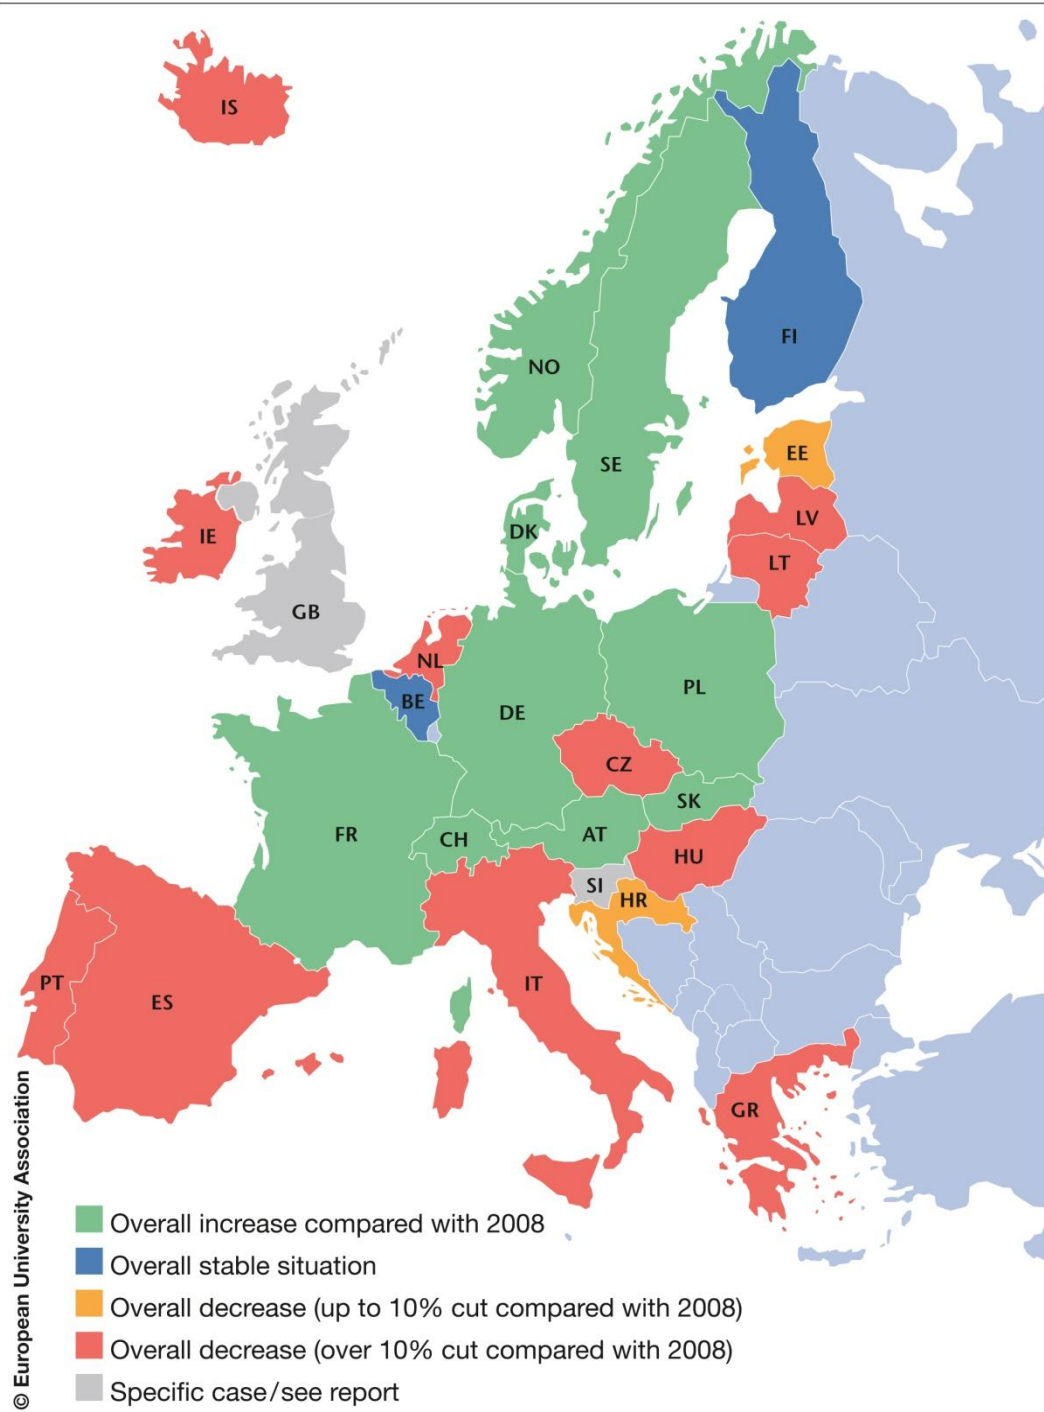 IS
NO
FI
SE
EE
DK
LV
IE
LT
GB
NL
BE
DE
PL
CZ
SK
FR
CH
AT
HU
SI
HR
PT
ES
IT
GR
© European University Association
Overall increase compared with 2008
Overall stable situation
Overall decrease (up to 10% cut compared with 2008)
Overall decrease (over 10% cut compared with 2008)
Specific case/see report